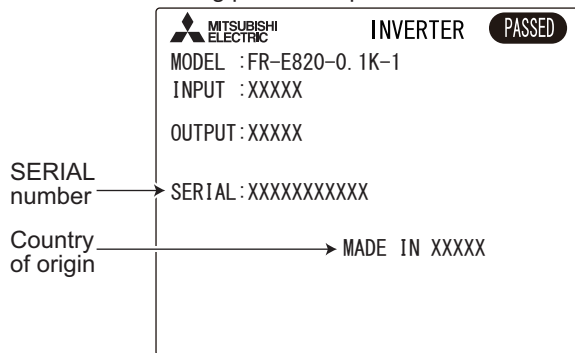 MITSUBISHI
ELECTRIC
INVERTER
PASSED
MODEL :FR-E820-0.1K-1
INPUT :XXXXX
OUTPUT:XXXXX
SERIAL
number
SERIAL:XXXXXXXXXXX
Country
of origin
MADE IN XXXXX